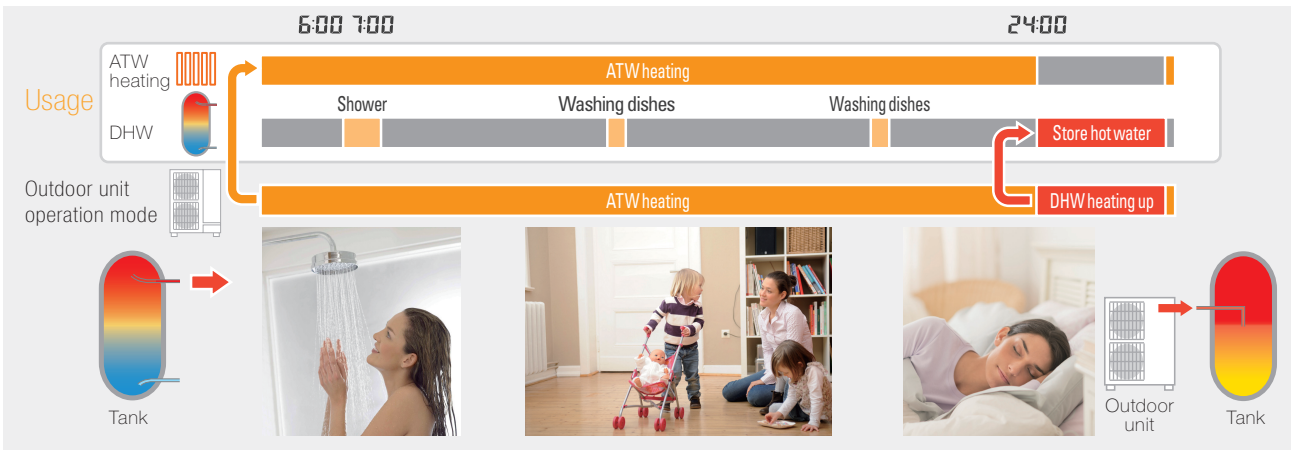 6:00 7:00 24:00
Usage
ATW
heating
ATW heating
DHW
Shower
Washing dishes
Washing dishes
Store hot water
Outdoor unit
operation mode
ATW heating
DHW heating up
Tank
Outdoor
unit
Tank